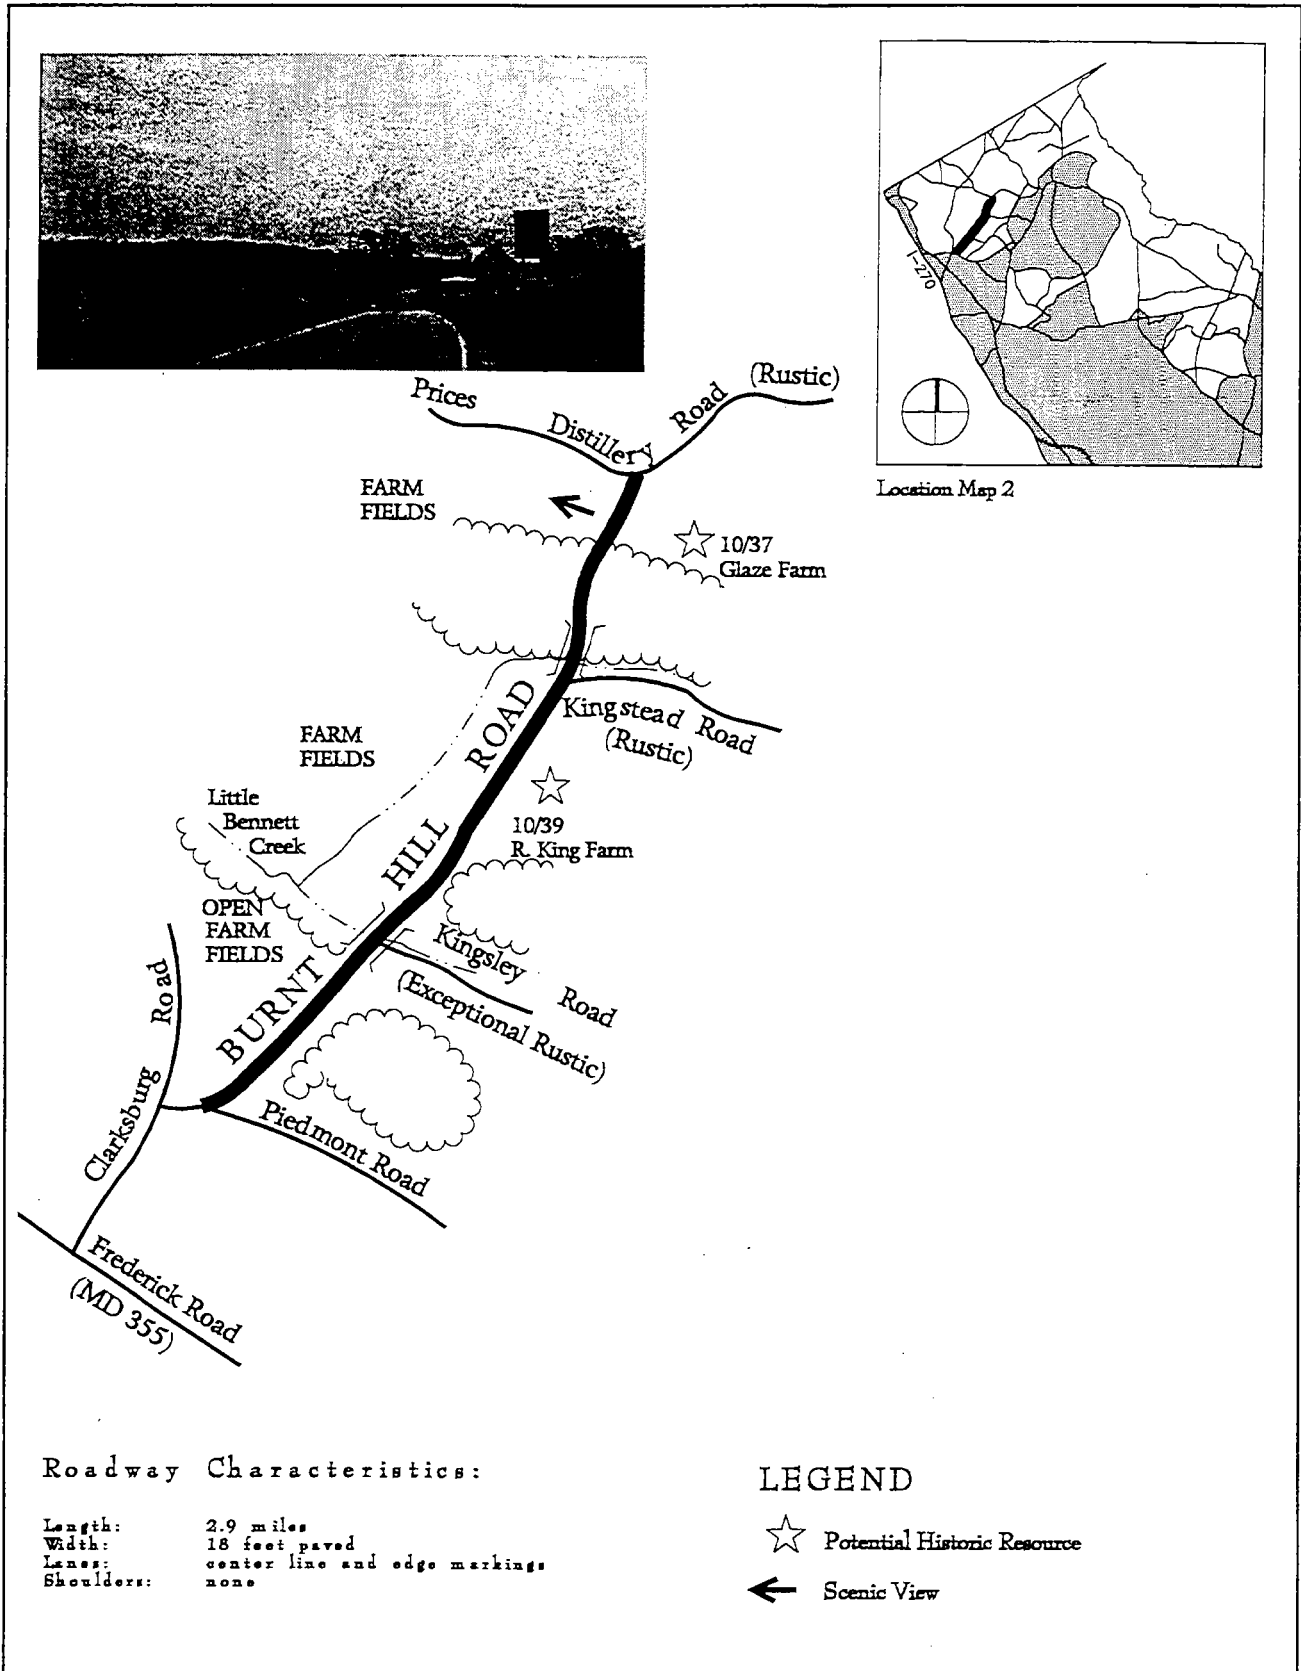 I-270
Location Map 2
Prices Distillery Road (Rustic)
FARM
FIELDS
10/37
Glaze Farm
Kingstead Road
(Rustic)
FARM
FIELDS
Little
Bennett
Creek
10/39
R. King Farm
BURNT HILL ROAD
OPEN
FARM
FIELDS
Kingsley Road
(Exceptional Rustic)
Clarksburg Road
Piedmont Road
Frederick Road
(MD 355)
Roadway Characteristics:
Length: 2.9 miles
Width: 18 feet paved
Lanes: center line and edge markings
Shoulders: none
LEGEND
Potential Historic Resource
Scenic View